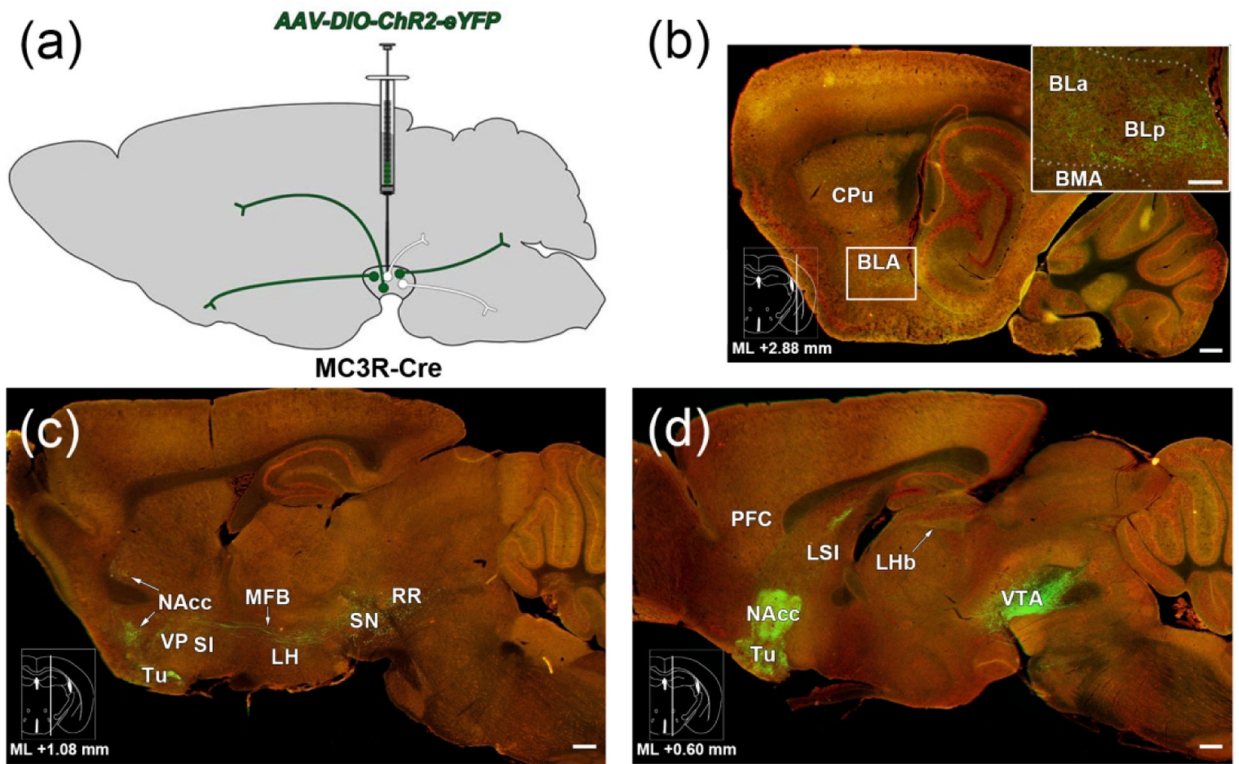 (a)
AAV-DIO-ChR2-eYFP
MC3R-Cre
(b)
BLa
BLp
BMA
CPu
BLA
ML +2.88 mm
(c)
NAcc
MFB
RR
SN
VP SI
LH
Tu
ML +1.08 mm
(d)
PFC
LSI
LHb
NAcc
VTA
Tu
ML +0.60 mm